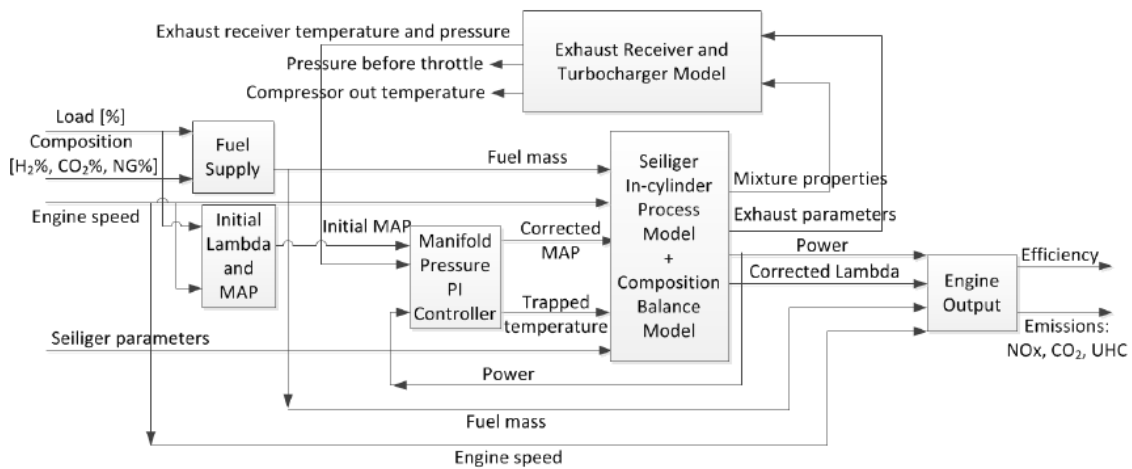 Exhaust receiver temperature and pressure
Pressure before throttle
Compressor out temperature
Exhaust Receiver and
Turbocharger Model
Load [%]
Composition
[H₂%, CO₂%, NG%]
Engine speed
Fuel
Supply
Fuel mass
Initial
Lambda
and
MAP
Initial MAP
Manifold
Pressure
PI
Controller
Corrected
MAP
Trapped
temperature
Seiliger parameters
Seiliger
In-cylinder
Process
Model
+
Composition
Balance
Model
Mixture properties
Exhaust parameters
Power
Corrected Lambda
Engine
Output
Efficiency
Emissions:
NOx, CO₂, UHC
Power
Fuel mass
Engine speed